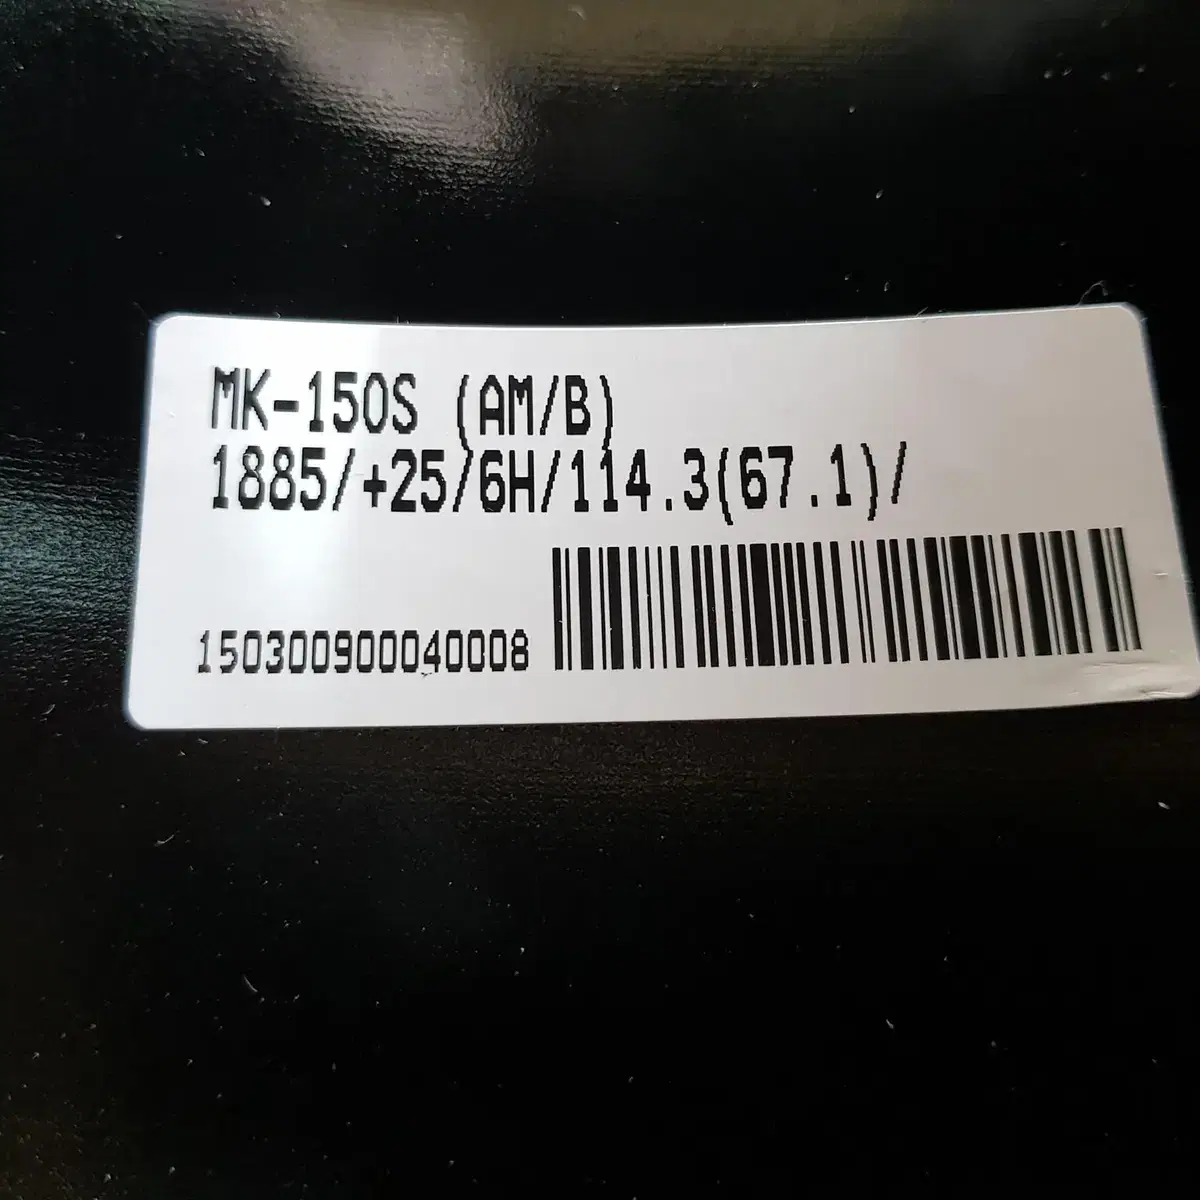 MK-150S (AM/B)
1885/+25/6H/114.3(67.1)/
150300900040008